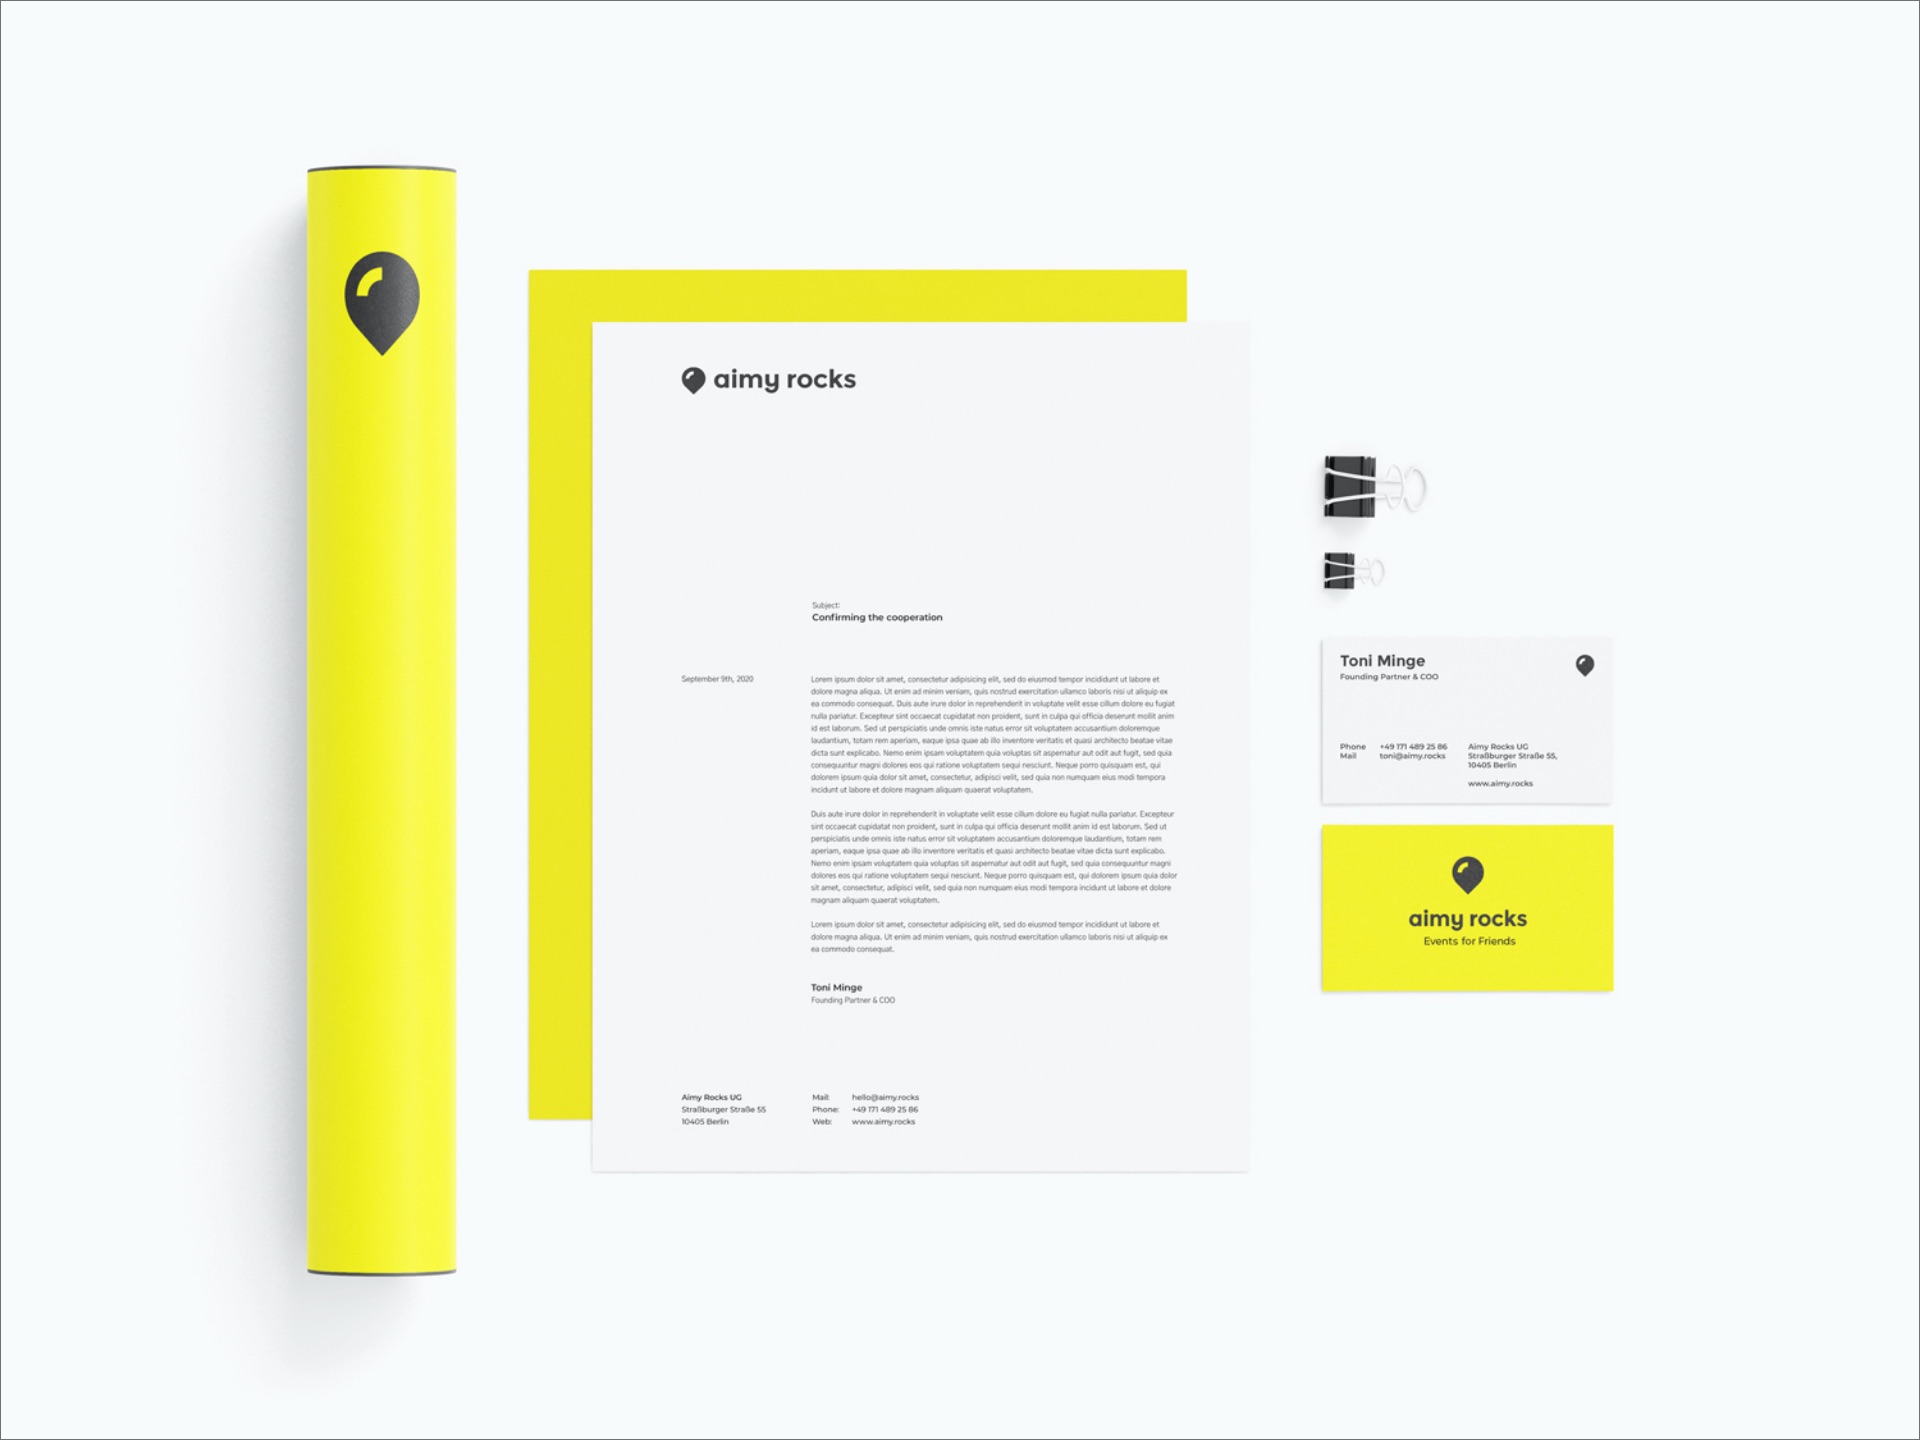 aimy rocks
Subject:
Confirming the cooperation
September 9th, 2020
Lorem ipsum dolor sit amet, consectetur adipisicing elit, sed do eiusmod tempor incididunt ut labore et
dolore magna aliqua. Ut enim ad minim veniam, quis nostrud exercitation ullamco laboris nisi ut aliquip ex
ea commodo consequat. Duis aute irure dolor in reprehenderit in voluptate velit esse cillum dolore eu fugiat
nulla pariatur. Excepteur sint occaecat cupidatat non proident, sunt in culpa qui officia deserunt mollit anim
id est laborum. Sed ut perspiciatis unde omnis iste natus error sit voluptatem accusantium doloremque
laudantium, totam rem aperiam, eaque ipsa quae ab illo inventore veritatis et quasi architecto beatae vitae
dicta sunt explicabo. Nemo enim ipsam voluptatem quia voluptas sit aspernatur aut odit aut fugit, sed quia
consequuntur magni dolores eos qui ratione voluptatem sequi nesciunt. Neque porro quisquam est, qui
dolorem ipsum quia dolor sit amet, consectetur, adipisci velit, sed quia non numquam eius modi tempora
incidunt ut labore et dolore magnam aliquam quaerat voluptatem.
Duis aute irure dolor in reprehenderit in voluptate velit esse cillum dolore eu fugiat nulla pariatur. Excepteur
sint occaecat cupidatat non proident, sunt in culpa qui officia deserunt mollit anim id est laborum. Sed ut
perspiciatis unde omnis iste natus error sit voluptatem accusantium doloremque laudantium, totam rem
aperiam, eaque ipsa quae ab illo inventore veritatis et quasi architecto beatae vitae dicta sunt explicabo.
Nemo enim ipsam voluptatem quia voluptas sit aspernatur aut odit aut fugit, sed quia consequuntur magni
dolores eos qui ratione voluptatem sequi nesciunt. Neque porro quisquam est, qui dolorem ipsum quia dolor
sit amet, consectetur, adipisci velit, sed quia non numquam eius modi tempora incidunt ut labore et dolore
magnam aliquam quaerat voluptatem.
Lorem ipsum dolor sit amet, consectetur adipisicing elit, sed do eiusmod tempor incididunt ut labore et
dolore magna aliqua. Ut enim ad minim veniam, quis nostrud exercitation ullamco laboris nisi ut aliquip ex
ea commodo consequat.
Toni Minge
Founding Partner & COO
Aimy Rocks UG
Straßburger Straße 55
10405 Berlin
Mail: hello@aimy.rocks
Phone: +49 171 489 25 86
Web: www.aimy.rocks
Toni Minge
Founding Partner & COO
Phone +49 171 489 25 86
Mail toni@aimy.rocks
Aimy Rocks UG
Straßburger Straße 55,
10405 Berlin
www.aimy.rocks
aimy rocks
Events for Friends